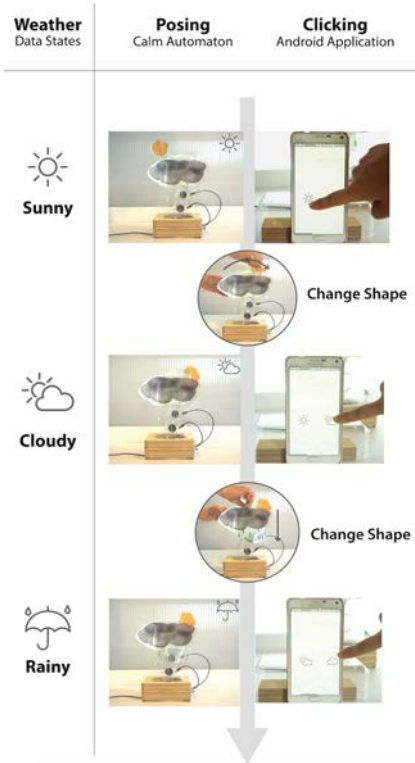 Weather
Data States
Posing
Calm Automaton
Clicking
Android Application
Sunny
Change Shape
Cloudy
Change Shape
Rainy